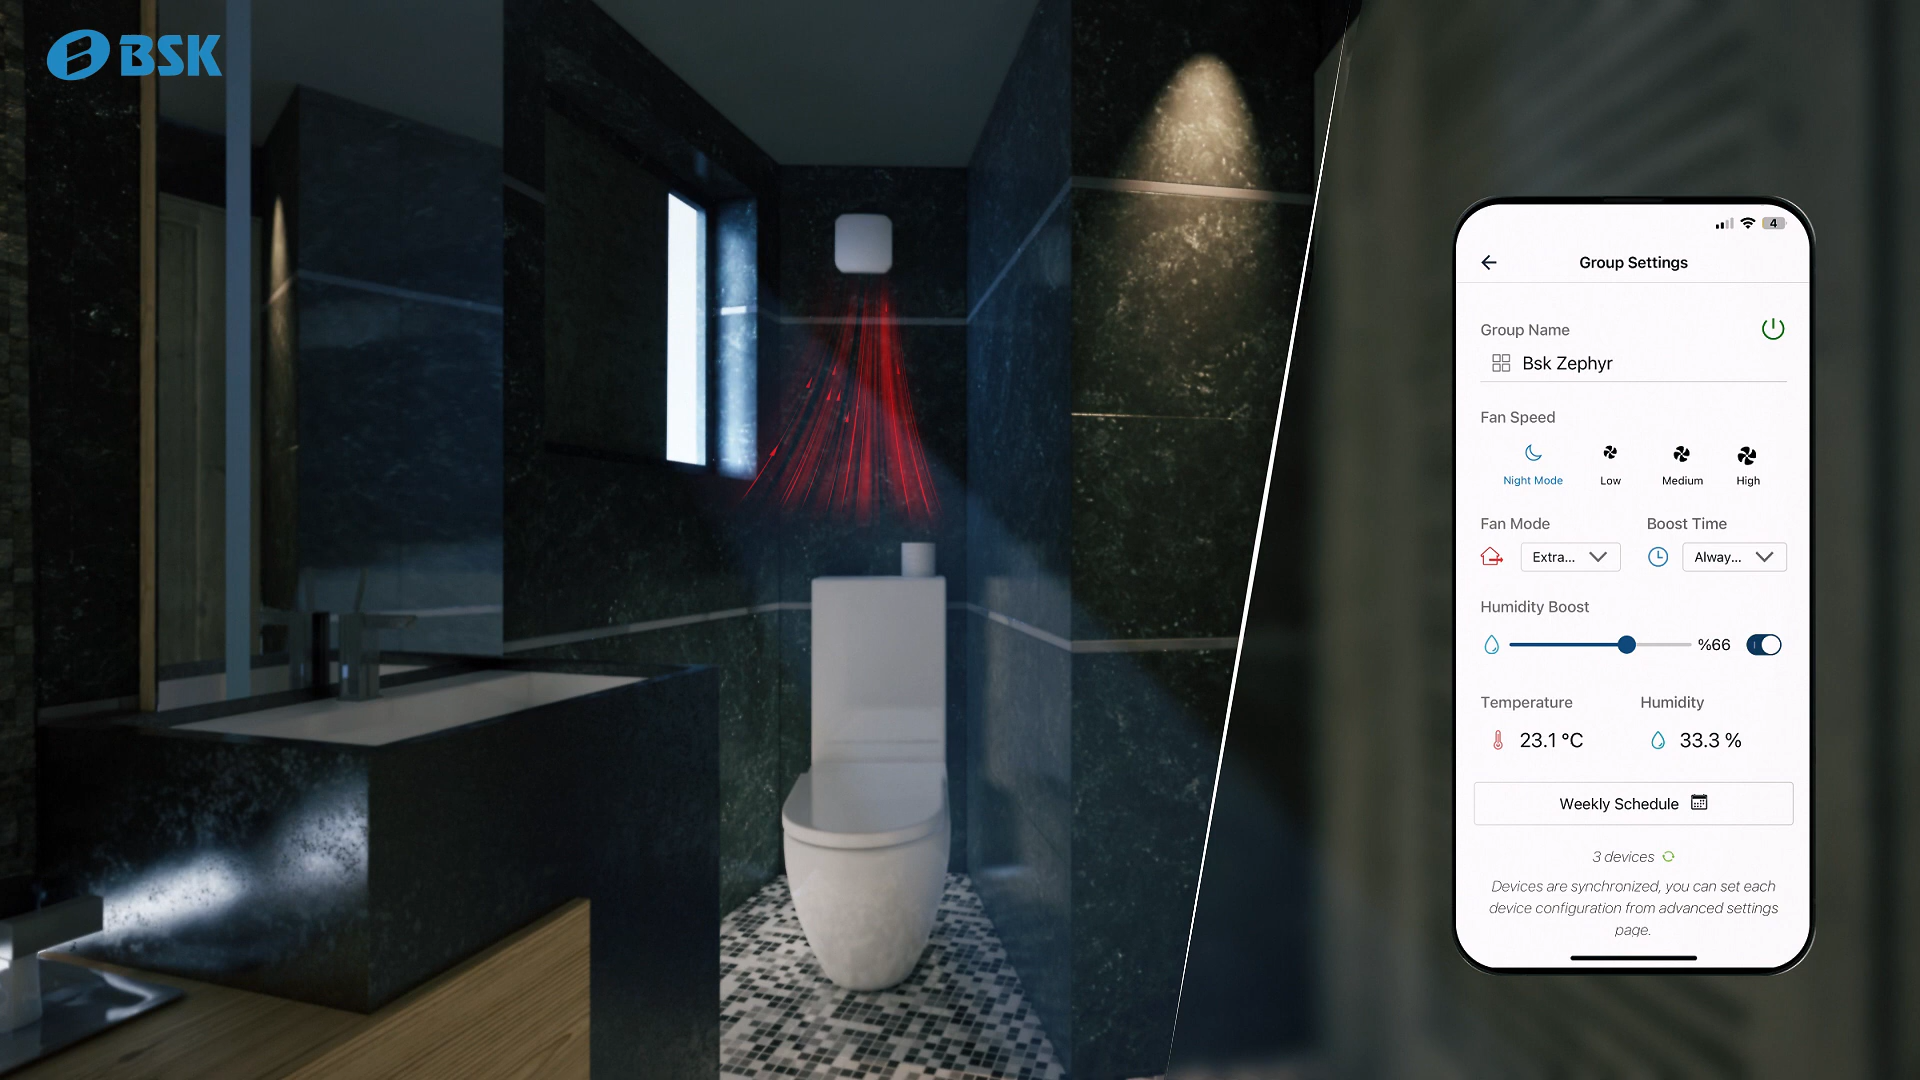 BSK
4
Group Settings
Group Name
Bsk Zephyr
Fan Speed
Night Mode
Low
Medium
High
Fan Mode
Boost Time
Extra...
Alway...
Humidity Boost
%66
Temperature
Humidity
23.1 °C
33.3 %
Weekly Schedule
3 devices
Devices are synchronized, you can set each
device configuration from advanced settings
page.